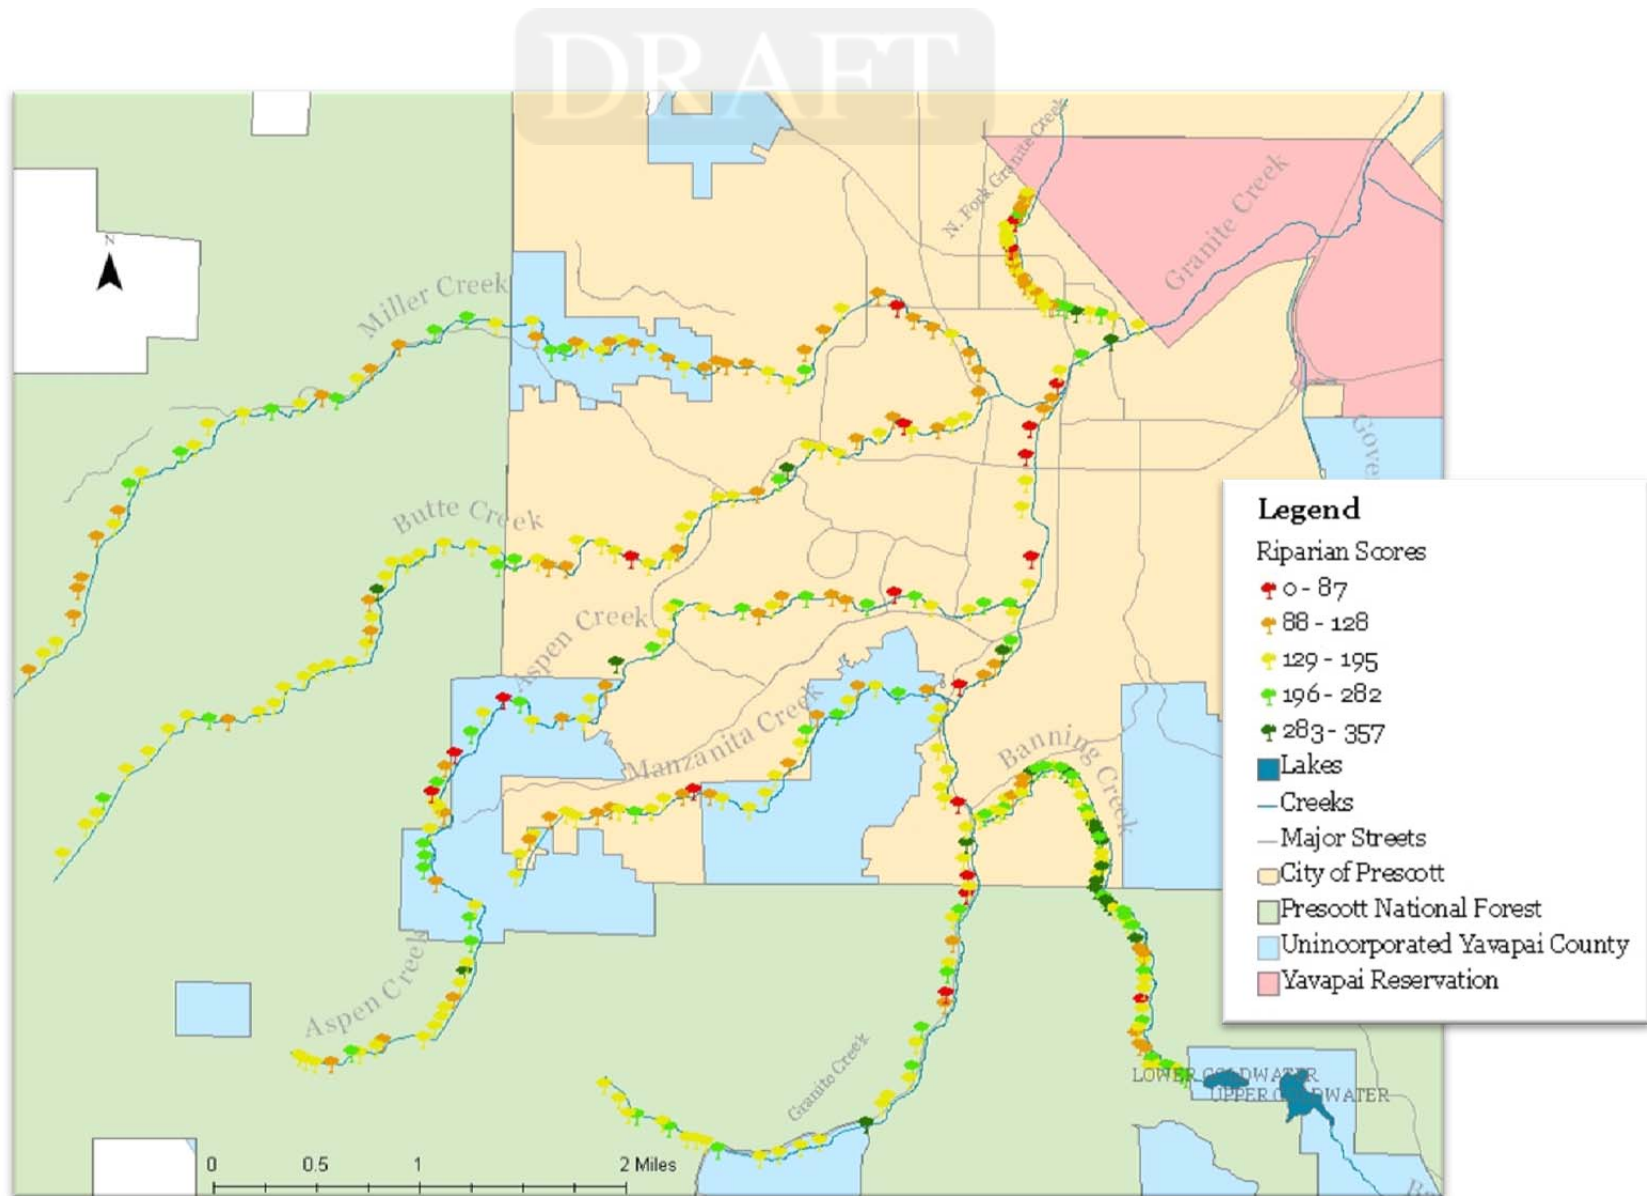 DRAFT
N. Fork Granite Creek
Granite Creek
N
Miller Creek
Butte Creek
Aspen Creek
Manzanita Creek
Banning Creek
Aspen Creek
Granite Creek
LOWER GOLDWATER
UPPER GOLDWATER
0 0.5 1 2 Miles
Legend
Riparian Scores
0 - 87
88 - 128
129 - 195
196 - 282
283 - 357
Lakes
Creeks
Major Streets
City of Prescott
Prescott National Forest
Unincorporated Yavapai County
Yavapai Reservation